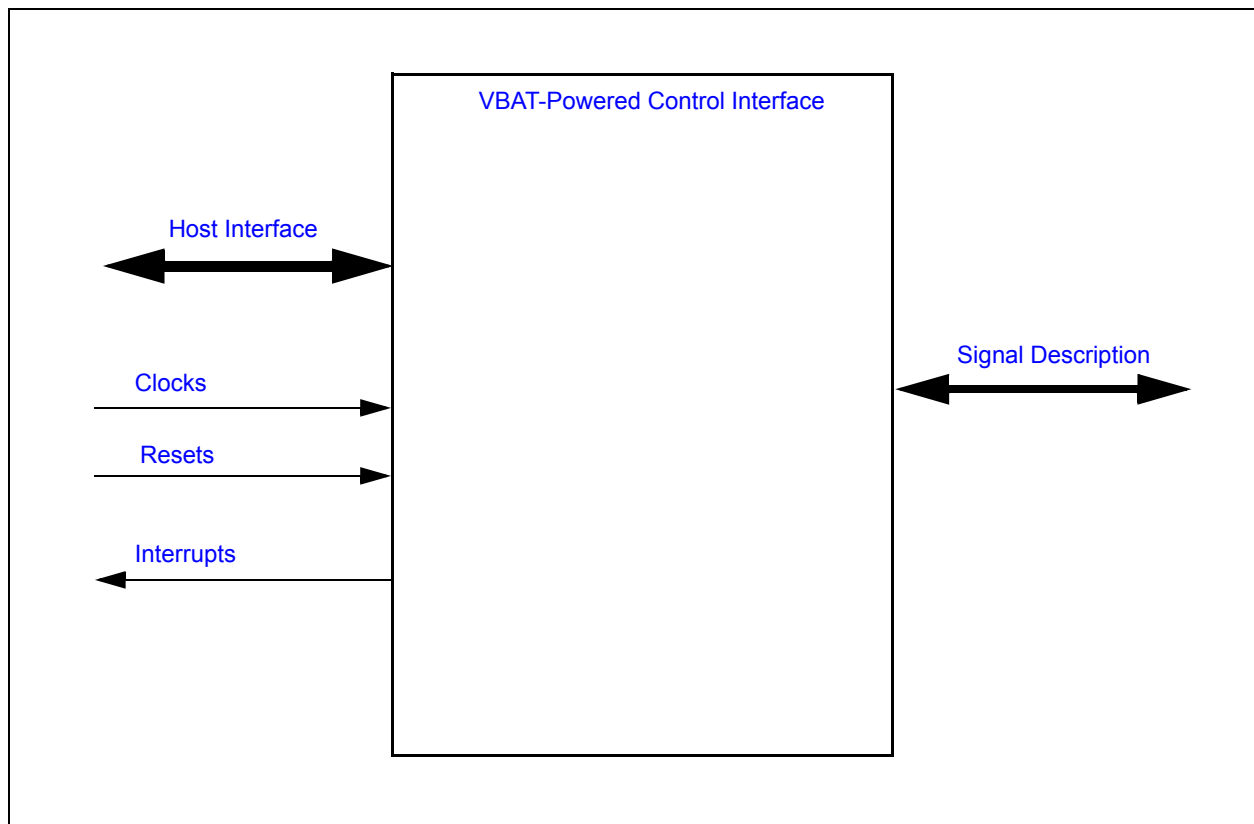 VBAT-Powered Control Interface
Host Interface
Signal Description
Clocks
Resets
Interrupts